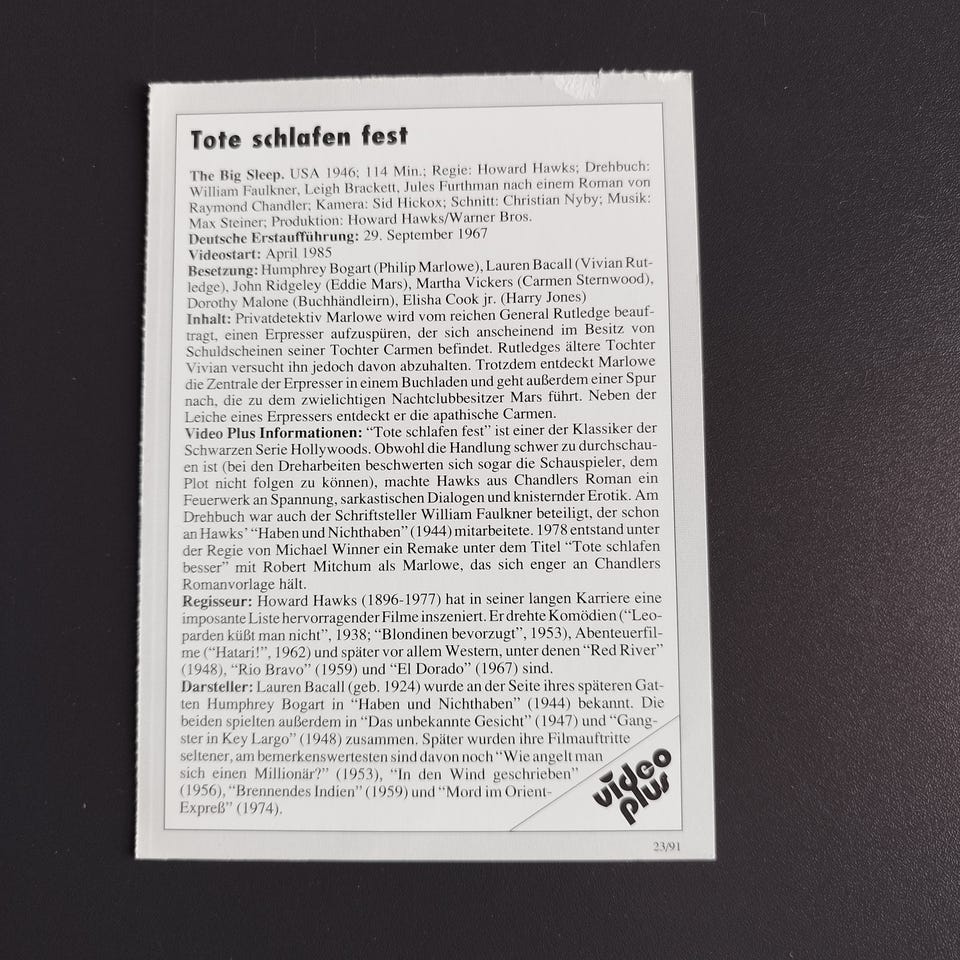 Tote schlafen fest
The Big Sleep. USA 1946; 114 Min.; Regie: Howard Hawks; Drehbuch:
William Faulkner, Leigh Brackett, Jules Furthman nach einem Roman von
Raymond Chandler; Kamera: Sid Hickox; Schnitt: Christian Nyby; Musik:
Max Steiner; Produktion: Howard Hawks/Warner Bros.
Deutsche Erstaufführung: 29. September 1967
Videostart: April 1985
Besetzung: Humphrey Bogart (Philip Marlowe), Lauren Bacall (Vivian Rut-
ledge), John Ridgeley (Eddie Mars), Martha Vickers (Carmen Sternwood),
Dorothy Malone (Buchhändleirn), Elisha Cook jr. (Harry Jones)
Inhalt: Privatdetektiv Marlowe wird vom reichen General Rutledge beauf-
tragt, einen Erpresser aufzuspüren, der sich anscheinend im Besitz von
Schuldscheinen seiner Tochter Carmen befindet. Rutledges ältere Tochter
Vivian versucht ihn jedoch davon abzuhalten. Trotzdem entdeckt Marlowe
die Zentrale der Erpresser in einem Buchladen und geht außerdem einer Spur
nach, die zu dem zwielichtigen Nachtclubbesitzer Mars führt. Neben der
Leiche eines Erpressers entdeckt er die apathische Carmen.
Video Plus Informationen: “Tote schlafen fest” ist einer der Klassiker der
Schwarzen Serie Hollywoods. Obwohl die Handlung schwer zu durchschau-
en ist (bei den Dreharbeiten beschwerten sich sogar die Schauspieler, dem
Plot nicht folgen zu können), machte Hawks aus Chandlers Roman ein
Feuerwerk an Spannung, sarkastischen Dialogen und knisternder Erotik. Am
Drehbuch war auch der Schriftsteller William Faulkner beteiligt, der schon
an Hawks’ “Haben und Nichthaben” (1944) mitarbeitete. 1978 entstand unter
der Regie von Michael Winner ein Remake unter dem Titel “Tote schlafen
besser” mit Robert Mitchum als Marlowe, das sich enger an Chandlers
Romanvorlage hält.
Regisseur: Howard Hawks (1896-1977) hat in seiner langen Karriere eine
imposante Liste hervorragender Filme inszeniert. Er drehte Komödien (“Leo-
parden küßt man nicht”, 1938; “Blondinen bevorzugt”, 1953), Abenteuerfil-
me (“Hatari!”, 1962) und später vor allem Western, unter denen “Red River”
(1948), “Rio Bravo” (1959) und “El Dorado” (1967) sind.
Darsteller: Lauren Bacall (geb. 1924) wurde an der Seite ihres späteren Gat-
ten Humphrey Bogart in “Haben und Nichthaben” (1944) bekannt. Die
beiden spielten außerdem in “Das unbekannte Gesicht” (1947) und “Gang-
ster in Key Largo” (1948) zusammen. Später wurden ihre Filmauftritte
seltener, am bemerkenswertesten sind davon noch “Wie angelt man
sich einen Millionär?” (1953), “In den Wind geschrieben”
(1956), “Brennendes Indien” (1959) und “Mord im Orient-
Expreß” (1974).
video
plus
23/91